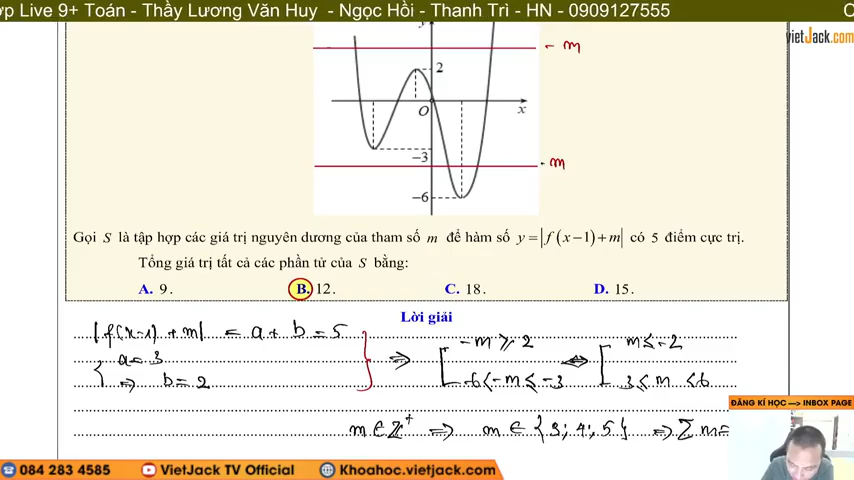 ớp Live 9+ Toán - Thầy Lương Văn Huy - Ngọc Hồi - Thanh Trì - HN - 0909127555
vietJack.com
← m
2
O
x
−3
← m
−6
Gọi S là tập hợp các giá trị nguyên dương của tham số m để hàm số y = |f(x−1)+m| có 5 điểm cực trị.
Tổng giá trị tất cả các phần tử của S bằng:
A. 9. B. 12. C. 18. D. 15.
Lời giải
|f(x-1) + m| = a + b = 5
{ a = 3 ⇒ b = 2 } ⇒ [ -m ≥ 2 ; -6 < -m ≤ -3 ⇔ [ m ≤ -2 ; 3 ≤ m < 6
m ∈ Z⁺ ⇒ m ∈ {3; 4; 5} ⇒ Σm =
ĐĂNG KÍ HỌC —> INBOX PAGE
084 283 4585 VietJack TV Official Khoahoc.vietjack.com